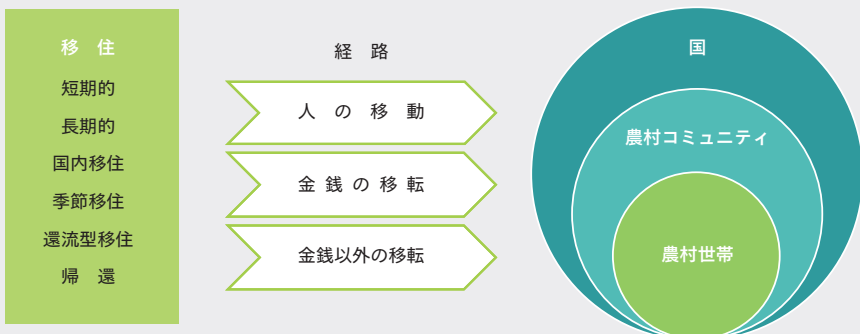 移 住
短期的
長期的
国内移住
季節移住
還流型移住
帰 還
経 路
人 の 移 動
金 銭 の 移 転
金銭以外の移転
国
農村コミュニティ
農村世帯